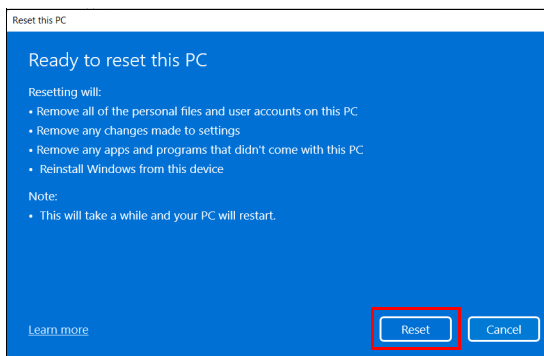 Reset this PC
Ready to reset this PC
Resetting will:
• Remove all of the personal files and user accounts on this PC
• Remove any changes made to settings
• Remove any apps and programs that didn't come with this PC
• Reinstall Windows from this device
Note:
• This will take a while and your PC will restart.
Learn more
Reset
Cancel